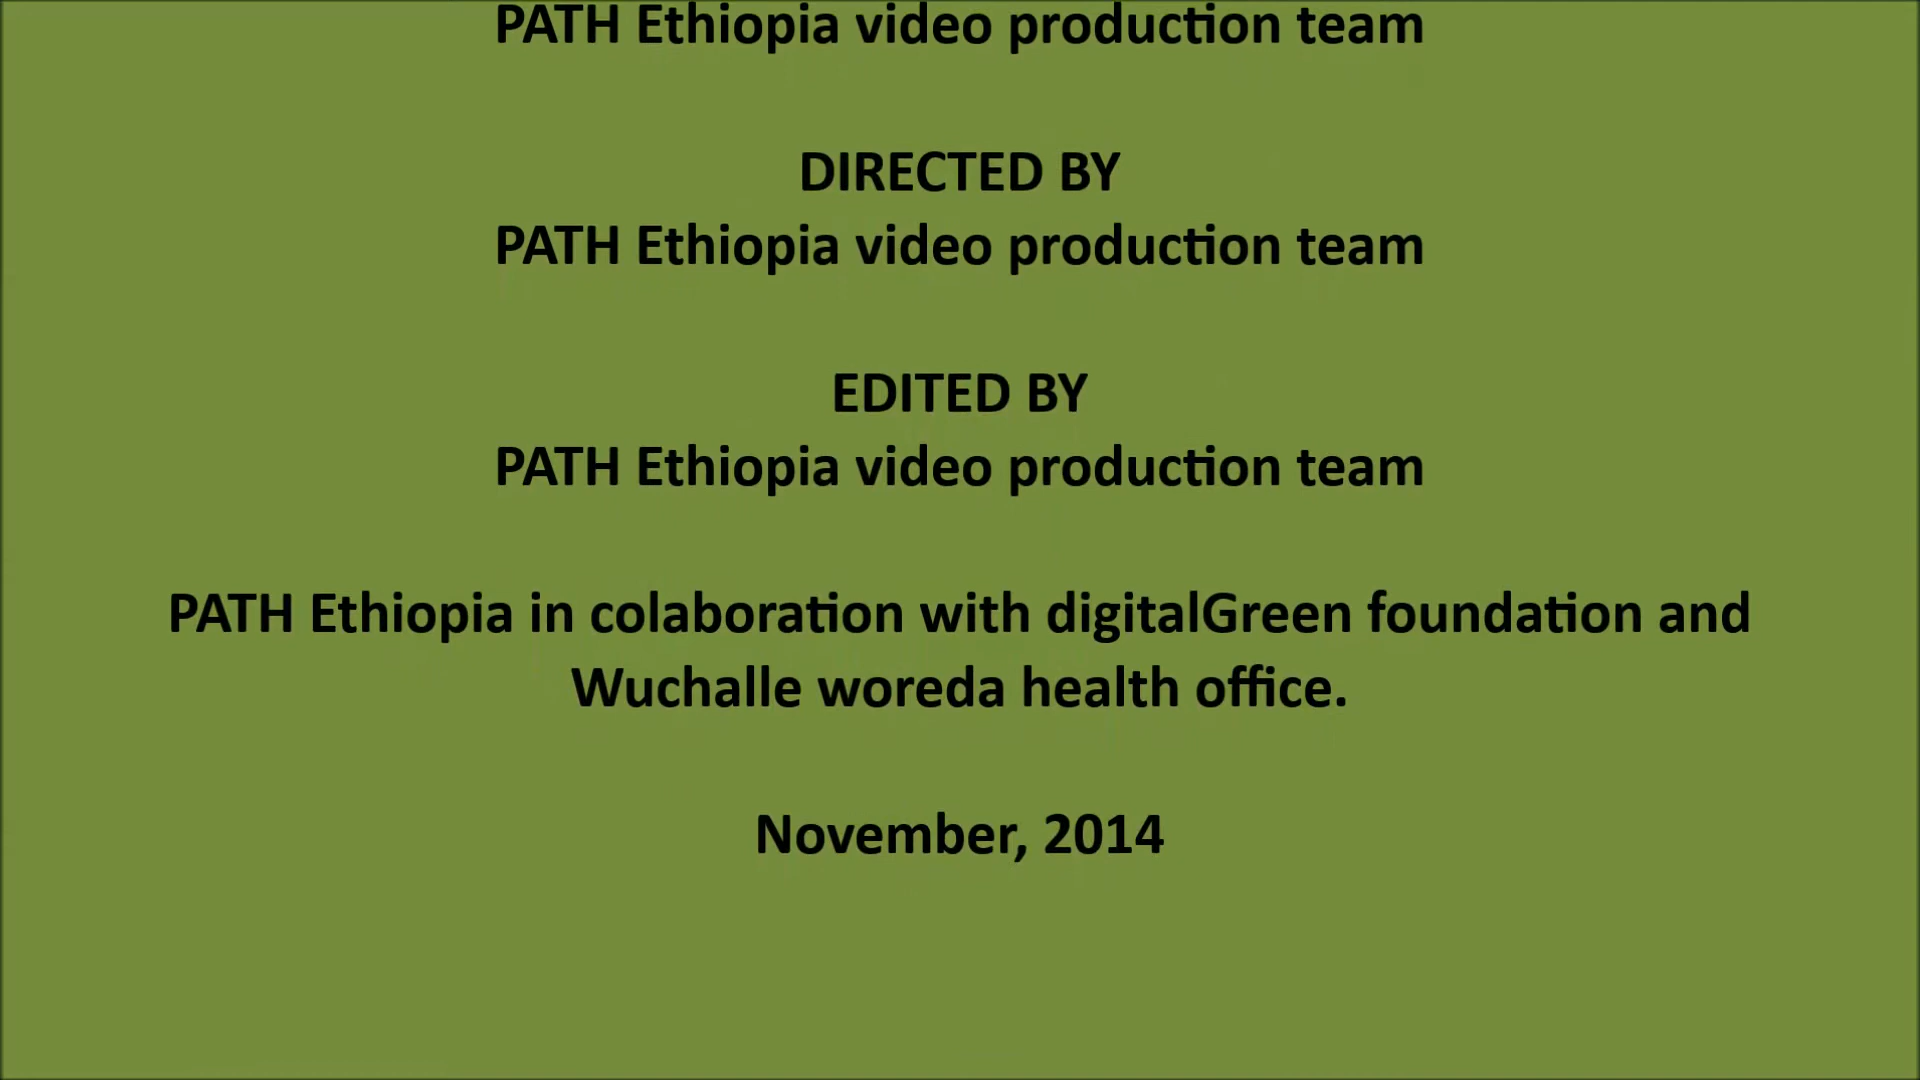 PATH Ethiopia video production team
DIRECTED BY
PATH Ethiopia video production team
EDITED BY
PATH Ethiopia video production team
PATH Ethiopia in colaboration with digitalGreen foundation and
Wuchalle woreda health office.
November, 2014